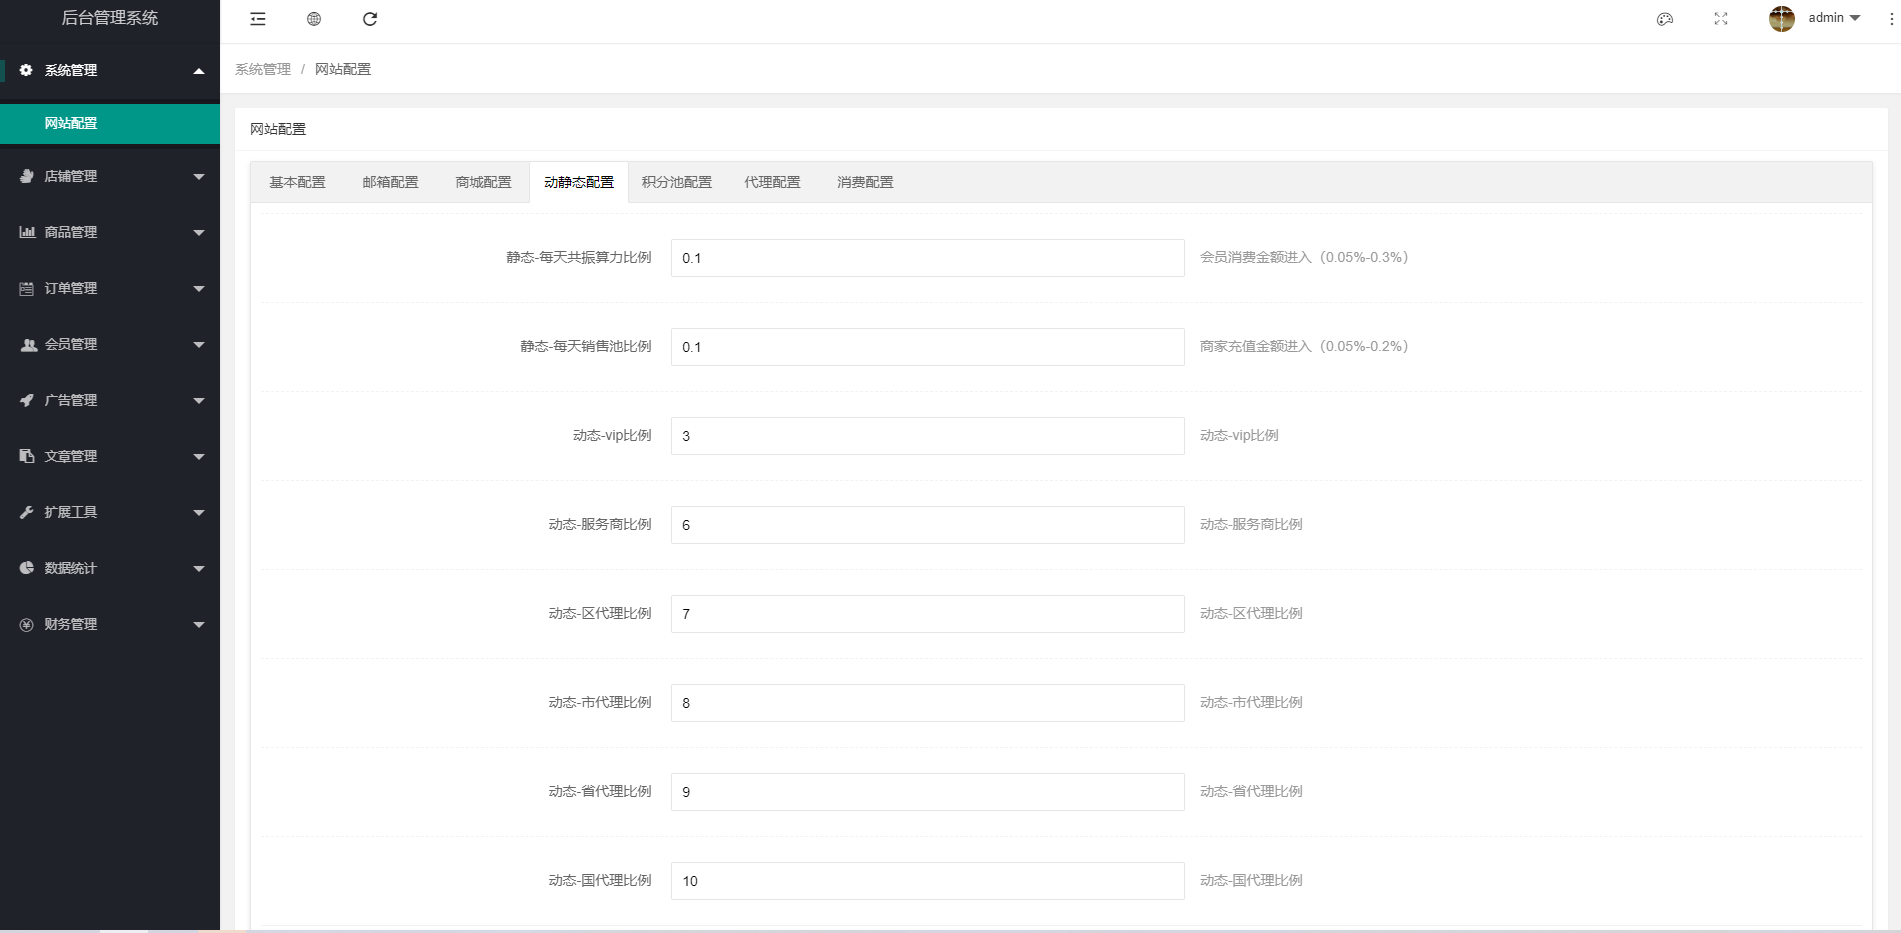 后台管理系统
admin
系统管理
网站配置
店铺管理
商品管理
订单管理
会员管理
广告管理
文章管理
扩展工具
数据统计
财务管理
系统管理 / 网站配置
网站配置
基本配置 邮箱配置 商城配置 动静态配置 积分池配置 代理配置 消费配置
静态-每天共振算力比例 0.1 会员消费金额进入（0.05%-0.3%）
静态-每天销售池比例 0.1 商家充值金额进入（0.05%-0.2%）
动态-vip比例 3 动态-vip比例
动态-服务商比例 6 动态-服务商比例
动态-区代理比例 7 动态-区代理比例
动态-市代理比例 8 动态-市代理比例
动态-省代理比例 9 动态-省代理比例
动态-国代理比例 10 动态-国代理比例